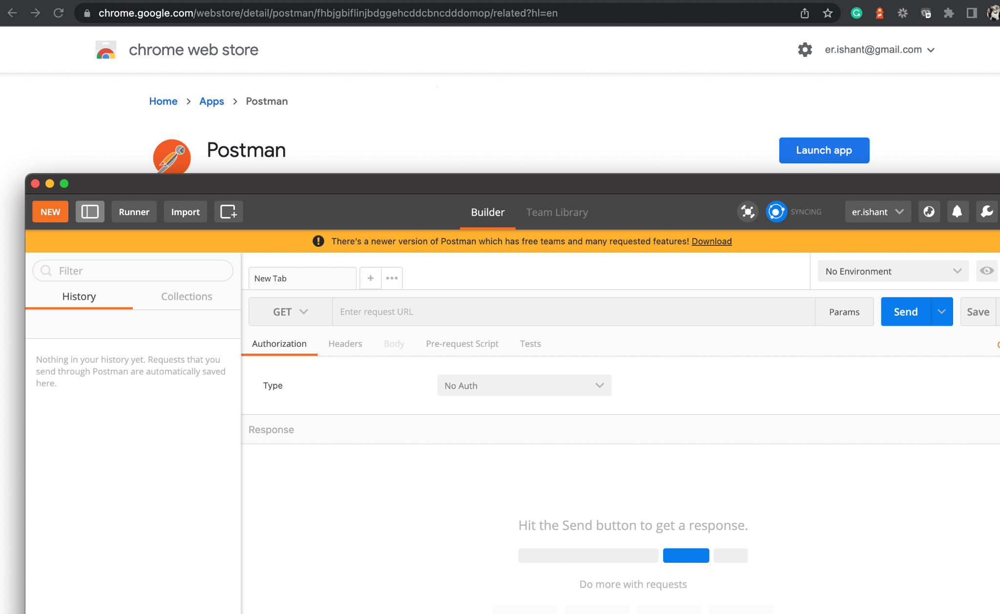 chrome.google.com/webstore/detail/postman/fhbjgbiflinjbdggehcddcbncdddomop/related?hl=en
chrome web store
er.ishant@gmail.com
Home > Apps > Postman
Postman
Launch app
NEW
Runner
Import
Builder
Team Library
SYNCING
er.ishant
There's a newer version of Postman which has free teams and many requested features! Download
Filter
New Tab
+
No Environment
History
Collections
GET
Enter request URL
Params
Send
Save
Authorization
Headers
Body
Pre-request Script
Tests
Nothing in your history yet. Requests that you
send through Postman are automatically saved
here.
Type
No Auth
Response
Hit the Send button to get a response.
Do more with requests